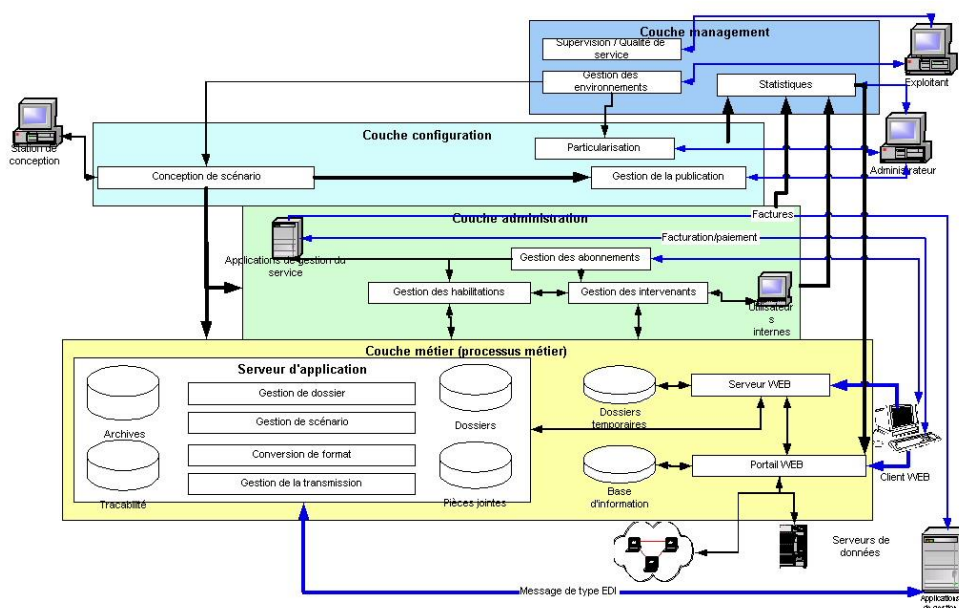 Couche management
Supervision / Qualité de
service
Gestion des
environnements
Statistiques
Exploitant
Station de
conception
Couche configuration
Particularisation
Conception de scénario
Gestion de la publication
Administrateur
Couche administration
Factures
Facturation/paiement
Applications de gestion du
service
Gestion des abonnements
Gestion des habilitations
Gestion des intervenants
Utilisateur
s
internes
Couche métier (processus métier)
Serveur d'application
Gestion de dossier
Gestion de scénario
Conversion de format
Gestion de la transmission
Archives
Tracabilité
Dossiers
Pièces jointes
Dossiers
temporaires
Serveur WEB
Base
d'information
Portail WEB
Client WEB
Serveurs de
données
Message de type EDI
Applications
de gestion